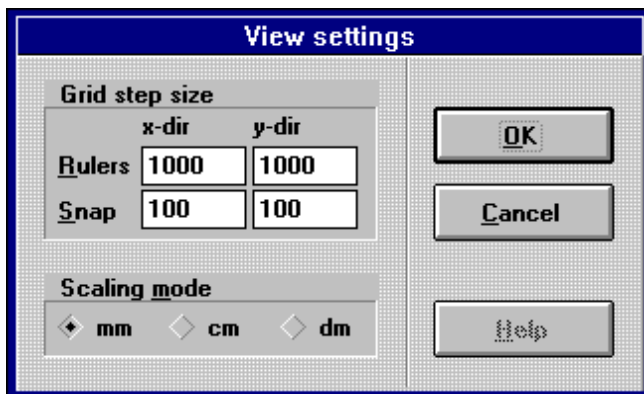 View settings
Grid step size
x-dir y-dir
Rulers 1000 1000
Snap 100 100
Scaling mode
mm cm dm
OK
Cancel
Help